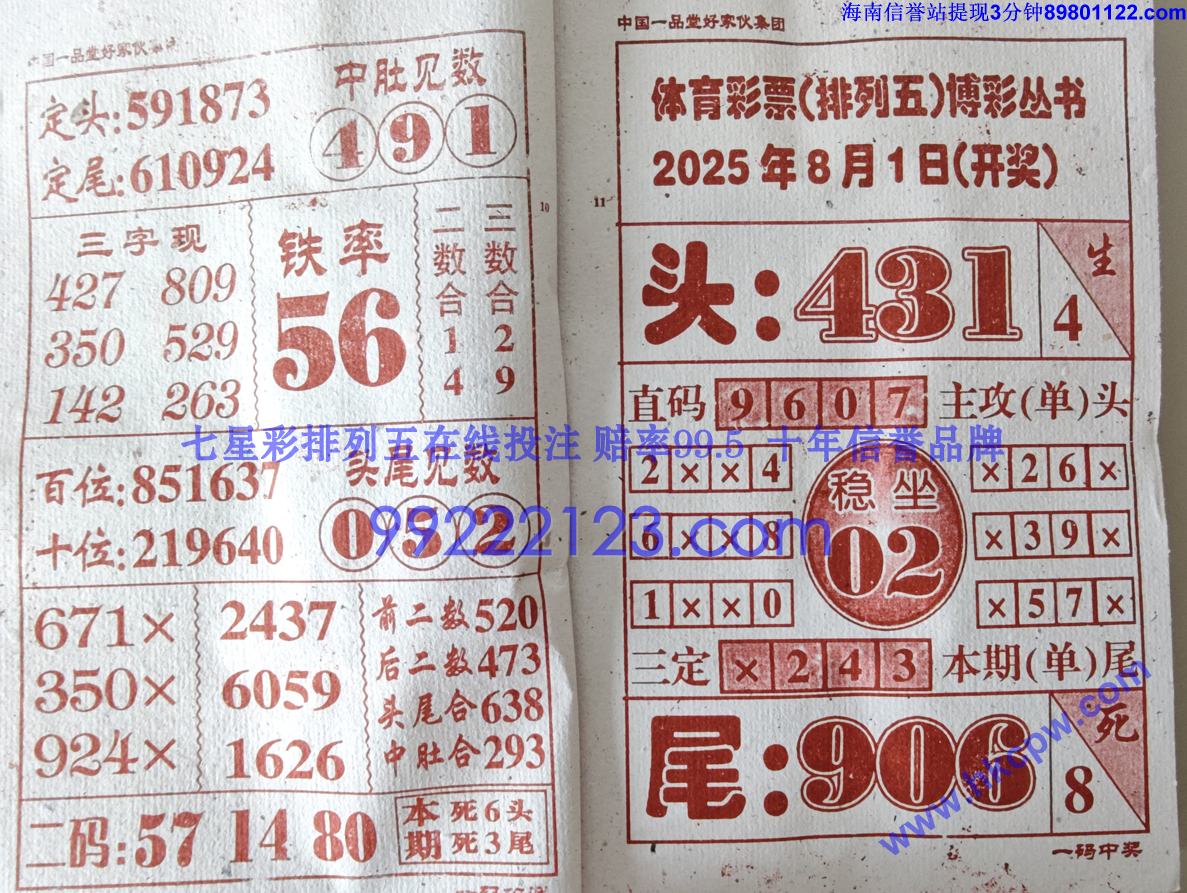 海南信誉站提现3分钟89801122.com
中国一品堂好家伙集团
定头:591873
定尾:610924
中肚见数
491
三字现
427 809
350 529
142 263
铁率
56
二数合14
三数合29
10
百位:851637
十位:219640
头尾见数
七星彩排列五在线投注 赔率99.5 十年信誉品牌
99222123.com
671×
350×
924×
2437
6059
1626
前二数520
后二数473
头尾合638
中肚合293
二码:57 14 80
本期
死6头
死3尾
中国一品堂好家伙集团
11
体育彩票(排列五)博彩丛书
2025年8月1日(开奖)
头:431
生
4
直码 9607 主攻(单)头
2××4
6××8
1××0
稳坐
02
×26×
×39×
×57×
三定 ×243 本期(单)尾
尾:906
死
8
www.hkcpw.com
一码中奖